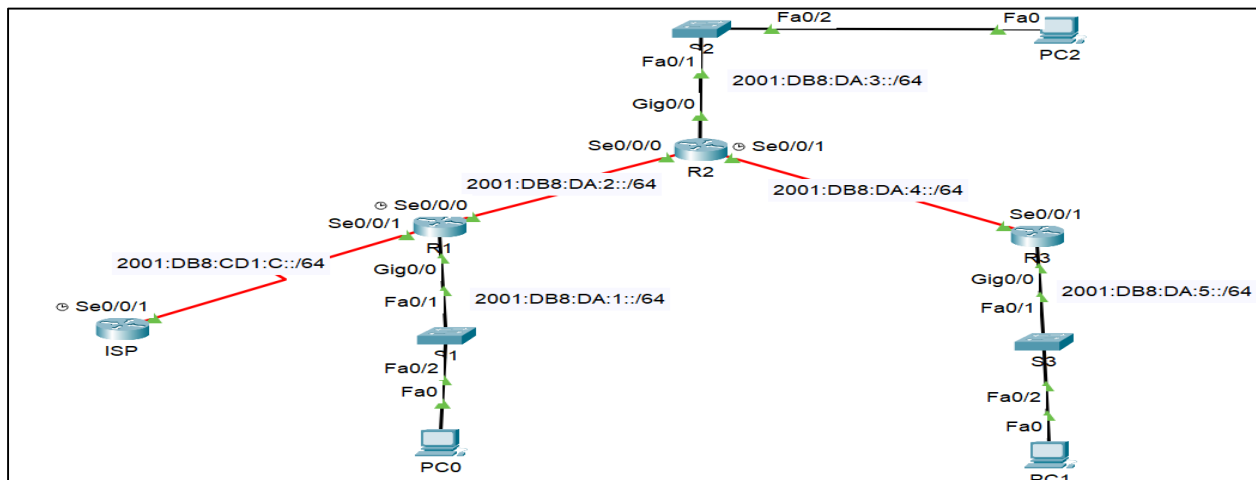 Fa0/2
Fa0
S2
PC2
Fa0/1
2001:DB8:DA:3::/64
Gig0/0
Se0/0/0
Se0/0/1
R2
2001:DB8:DA:2::/64
2001:DB8:DA:4::/64
Se0/0/0
Se0/0/1
Se0/0/1
R1
R3
2001:DB8:CD1:C::/64
Gig0/0
Gig0/0
Fa0/1
2001:DB8:DA:1::/64
2001:DB8:DA:5::/64
Fa0/1
Se0/0/1
ISP
S1
S3
Fa0/2
Fa0
Fa0/2
Fa0
PC0
PC1